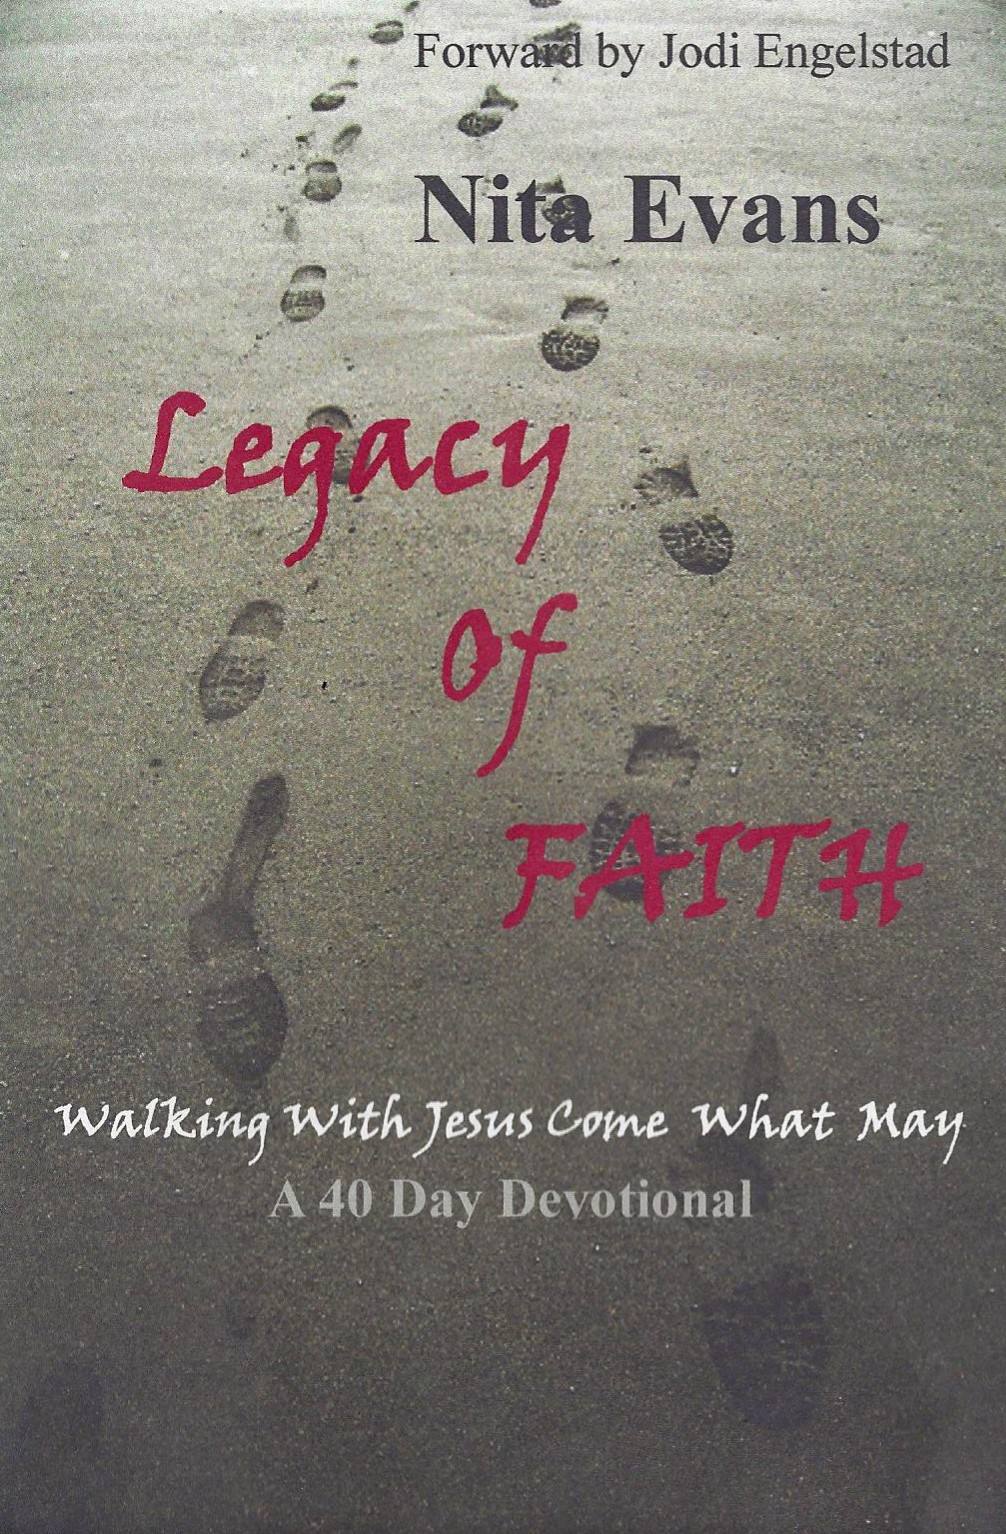 Forward by Jodi Engelstad
Nita Evans
Legacy
Of
FAITH
Walking With Jesus Come What May
A 40 Day Devotional